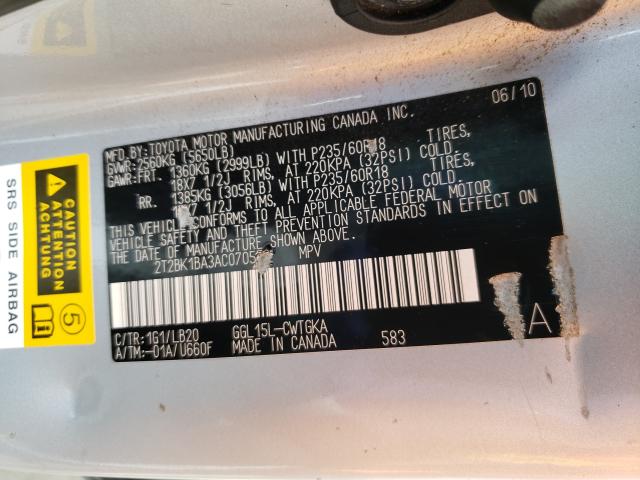 MFD.BY:TOYOTA MOTOR MANUFACTURING CANADA INC. 06/10
GVWR:2560KG (5650LB)
GAWR:FRT. 1360KG (2999LB) WITH P235/60R18 TIRES,
18X7 1/2J RIMS, AT 220KPA (32PSI) COLD.
RR. 1385KG (3056LB) WITH P235/60R18 TIRES,
1/2J RIMS, AT 220KPA (32PSI) COLD.
THIS VEHICLE CONFORMS TO ALL APPLICABLE FEDERAL MOTOR
VEHICLE SAFETY AND THEFT PREVENTION STANDARDS IN EFFECT ON
THE DATE OF MANUFACTURE SHOWN ABOVE.
MPV
C/TR:1G1/LB20 GGL15L-CWTGKA
A/TM:-01A/U660F MADE IN CANADA 583
A
CAUTION
ATTENTION
ACHTUNG
5
SRS SIDE AIRBAG